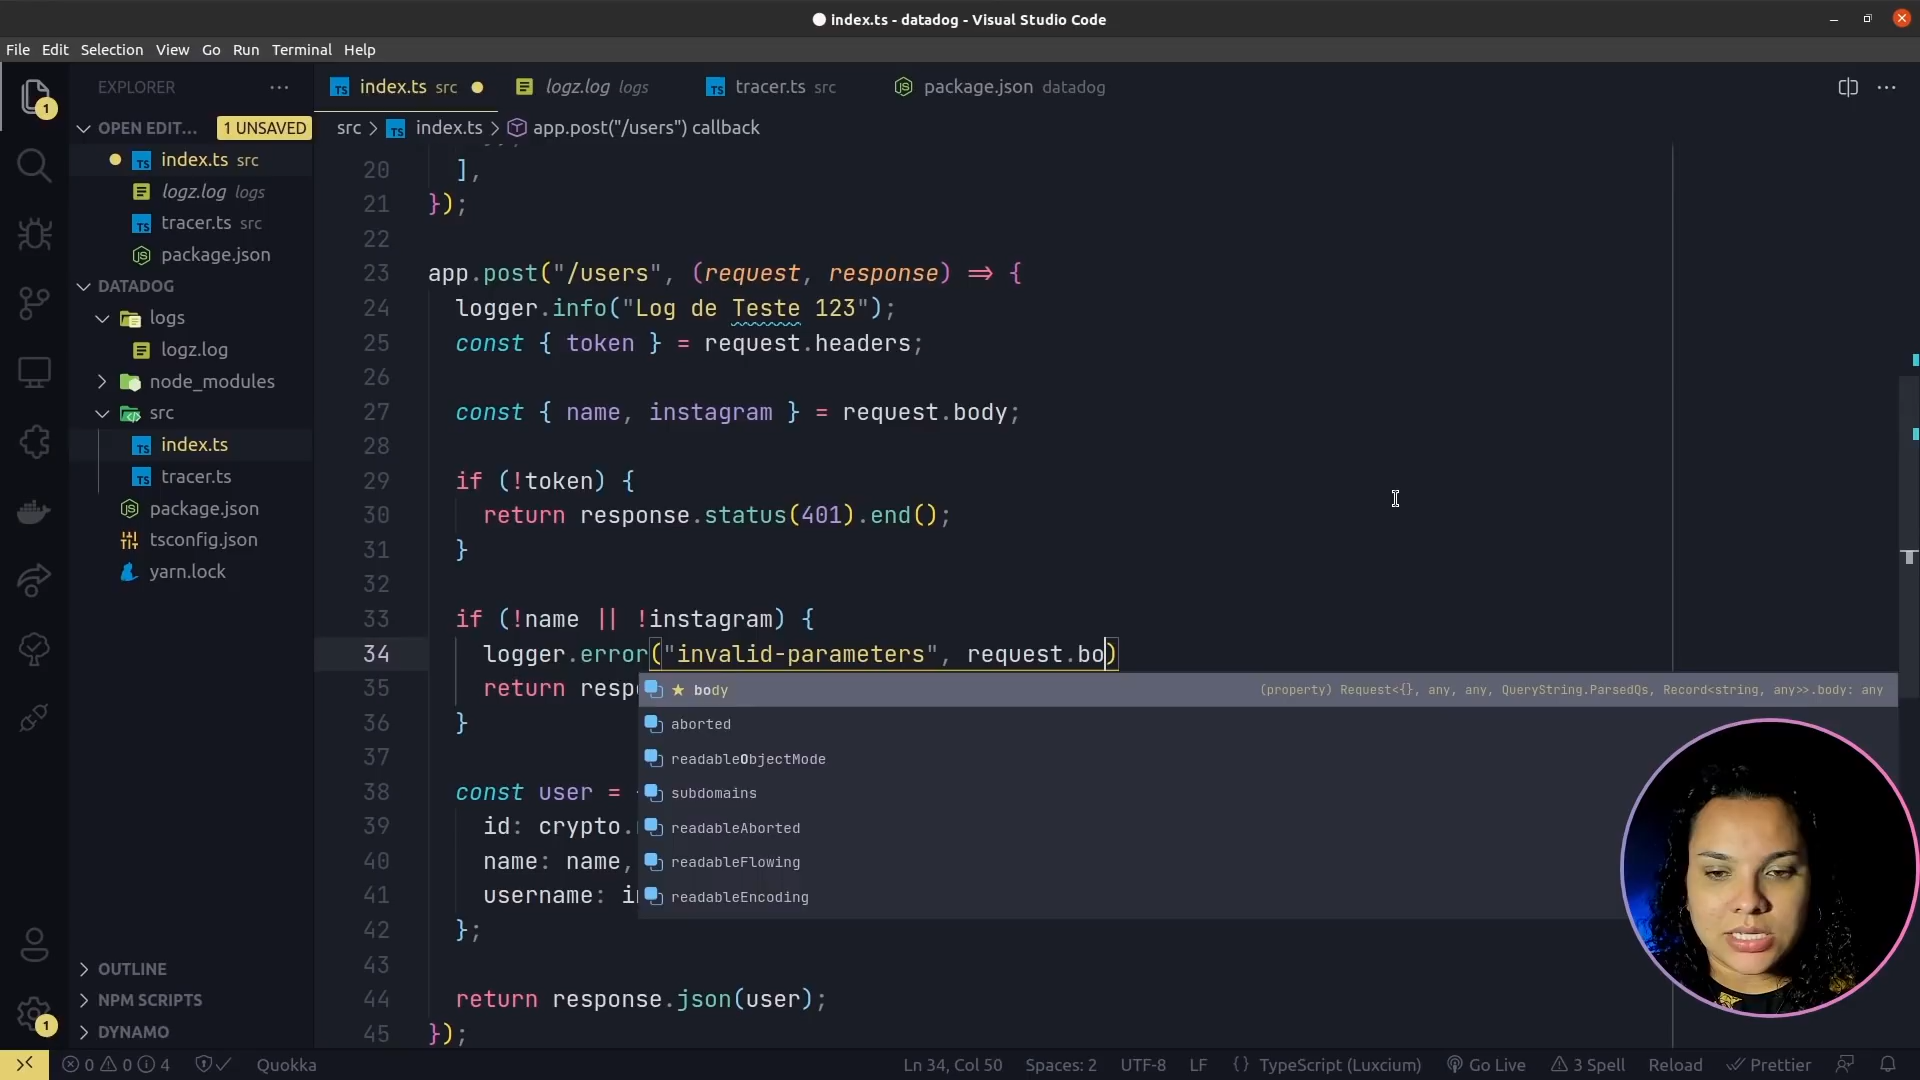 index.ts - datadog - Visual Studio Code
File Edit Selection View Go Run Terminal Help
EXPLORER
index.ts src
logz.log logs
tracer.ts src
package.json datadog
OPEN EDIT... 1 UNSAVED
src > index.ts > app.post("/users") callback
index.ts src
logz.log logs
tracer.ts src
package.json
DATADOG
logs
logz.log
node_modules
src
index.ts
tracer.ts
package.json
tsconfig.json
yarn.lock
OUTLINE
NPM SCRIPTS
DYNAMO
20 ],
21 });
22
23 app.post("/users", (request, response) => {
24 logger.info("Log de Teste 123");
25 const { token } = request.headers;
26
27 const { name, instagram } = request.body;
28
29 if (!token) {
30 return response.status(401).end();
31 }
32
33 if (!name || !instagram) {
34 logger.error("invalid-parameters", request.bo)
35 return resp
36 }
37
38 const user =
39 id: crypto.
40 name: name,
41 username: i
42 };
43
44 return response.json(user);
45 });
body (property) Request<{}, any, any, QueryString.ParsedQs, Record<string, any>>.body: any
aborted
readableObjectMode
subdomains
readableAborted
readableFlowing
readableEncoding
1
1
0 0 4 Quokka Ln 34, Col 50 Spaces: 2 UTF-8 LF {} TypeScript (Luxcium) Go Live 3 Spell Reload Prettier